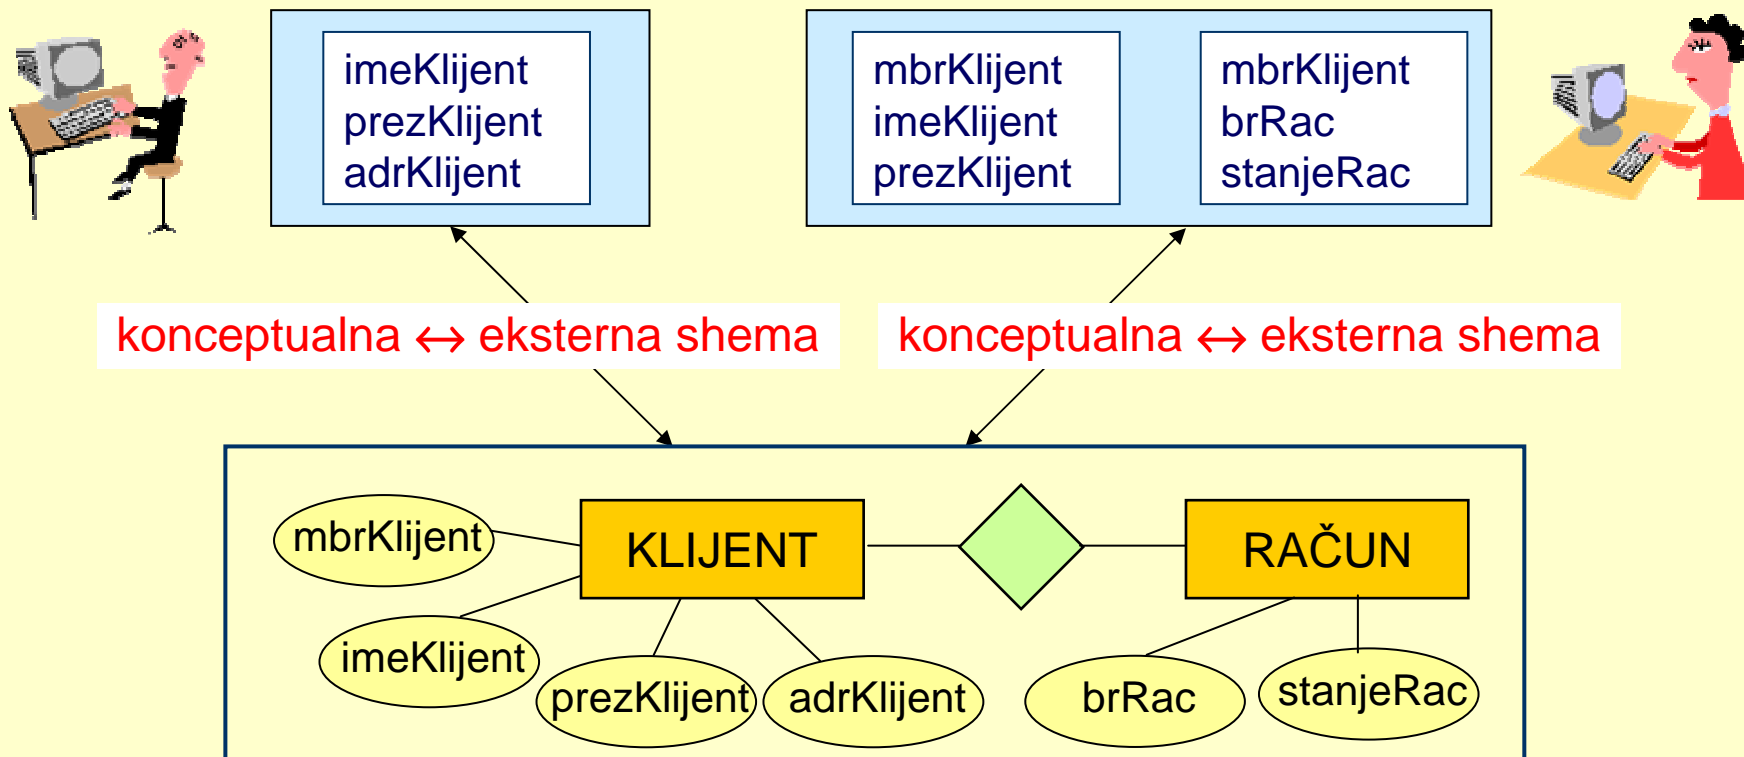 imeKlijent
prezKlijent
adrKlijent
mbrKlijent
imeKlijent
prezKlijent
mbrKlijent
brRac
stanjeRac
konceptualna ↔ eksterna shema
konceptualna ↔ eksterna shema
mbrKlijent
KLIJENT
RAČUN
imeKlijent
prezKlijent
adrKlijent
brRac
stanjeRac